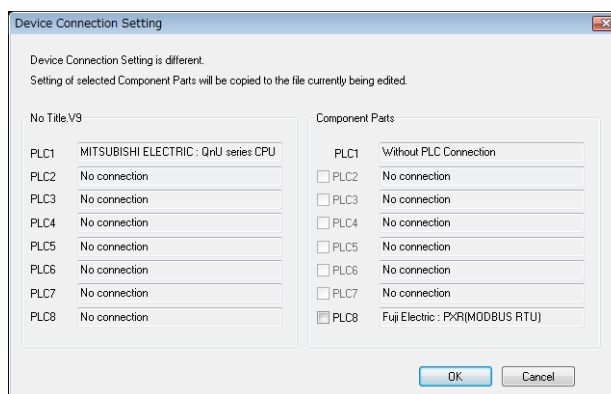 Device Connection Setting
Device Connection Setting is different.
Setting of selected Component Parts will be copied to the file currently being edited.
No Title.V9
PLC1 MITSUBISHI ELECTRIC : QnU series CPU
PLC2 No connection
PLC3 No connection
PLC4 No connection
PLC5 No connection
PLC6 No connection
PLC7 No connection
PLC8 No connection
Component Parts
PLC1 Without PLC Connection
PLC2 No connection
PLC3 No connection
PLC4 No connection
PLC5 No connection
PLC6 No connection
PLC7 No connection
PLC8 Fuji Electric : PXR(MODBUS RTU)
OK Cancel